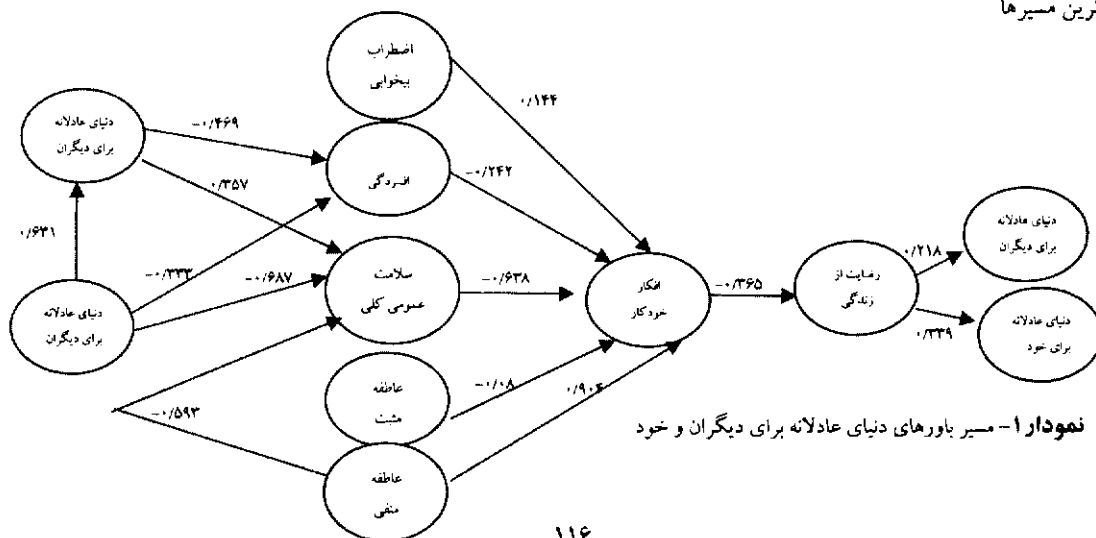 ترین مسیرها
اضطراب
بیخوابی
۰/۱۴۴
دنیای عادلانه
برای دیگران
-۰/۴۶۹
افسردگی
-۰/۲۴۲
۰/۳۵۷
۰/۶۳۱
-۰/۳۳۳
-۰/۶۸۷
سلامت
عمومی کلی
-۰/۶۳۸
دنیای عادلانه
برای دیگران
افکار
خودکار
-۰/۳۶۵
رضایت از
زندگی
۰/۲۱۸
دنیای عادلانه
برای دیگران
۰/۳۳۹
دنیای عادلانه
برای خود
عاطفه
مثبت
-۰/۰۸
۰/۹۰۴
-۰/۵۹۳
عاطفه
منفی
نمودار ۱- مسیر باورهای دنیای عادلانه برای دیگران و خود
۱۱۶